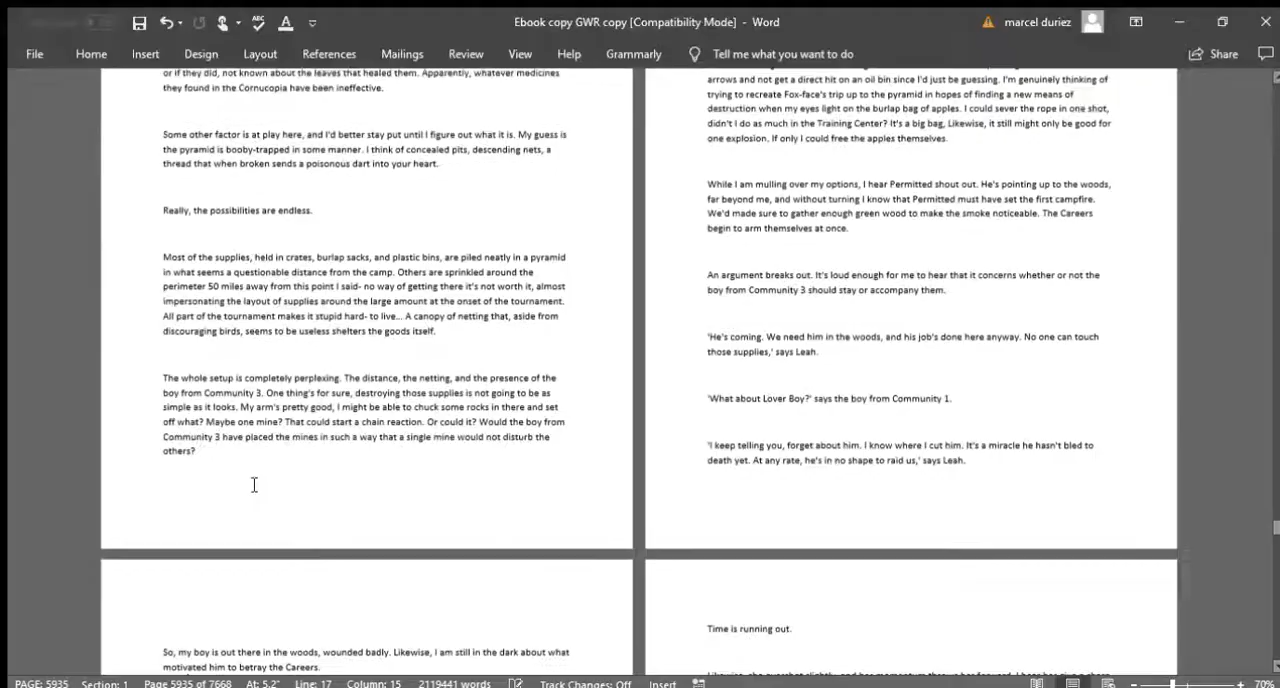 Ebook copy GWR copy [Compatibility Mode] - Word
marcel duriez
File Home Insert Design Layout References Mailings Review View Help Grammarly Tell me what you want to do Share
or if they did, not known about the leaves that healed them. Apparently, whatever medicines
they found in the Cornucopia have been ineffective.
Some other factor is at play here, and I'd better stay put until I figure out what it is. My guess is
the pyramid is booby-trapped in some manner. I think of concealed pits, descending nets, a
thread that when broken sends a poisonous dart into your heart.
Really, the possibilities are endless.
Most of the supplies, held in crates, burlap sacks, and plastic bins, are piled neatly in a pyramid
in what seems a questionable distance from the camp. Others are sprinkled around the
perimeter 50 miles away from this point I said- no way of getting there it's not worth it, almost
impersonating the layout of supplies around the large amount at the onset of the tournament.
All part of the tournament makes it stupid hard- to live... A canopy of netting that, aside from
discouraging birds, seems to be useless shelters the goods itself.
The whole setup is completely perplexing. The distance, the netting, and the presence of the
boy from Community 3. One thing's for sure, destroying those supplies is not going to be as
simple as it looks. My arm's pretty good, I might be able to chuck some rocks in there and set
off what? Maybe one mine? That could start a chain reaction. Or could it? Would the boy from
Community 3 have placed the mines in such a way that a single mine would not disturb the
others?
So, my boy is out there in the woods, wounded badly. Likewise, I am still in the dark about what
motivated him to betray the Careers.
arrows and not get a direct hit on an oil bin since I'd just be guessing. I'm genuinely thinking of
trying to recreate Fox-face's trip up to the pyramid in hopes of finding a new means of
destruction when my eyes light on the burlap bag of apples. I could sever the rope in one shot,
didn't I do as much in the Training Center? It's a big bag, Likewise, it still might only be good for
one explosion. If only I could free the apples themselves.
While I am mulling over my options, I hear Permitted shout out. He's pointing up to the woods,
far beyond me, and without turning I know that Permitted must have set the first campfire.
We'd made sure to gather enough green wood to make the smoke noticeable. The Careers
begin to arm themselves at once.
An argument breaks out. It's loud enough for me to hear that it concerns whether or not the
boy from Community 3 should stay or accompany them.
'He's coming. We need him in the woods, and his job's done here anyway. No one can touch
those supplies,' says Leah.
'What about Lover Boy?' says the boy from Community 1.
'I keep telling you, forget about him. I know where I cut him. It's a miracle he hasn't bled to
death yet. At any rate, he's in no shape to raid us,' says Leah.
Time is running out.
PAGE: 5935 Section: 1 Page 5935 of 7668 At: 5.2" Line: 17 Column: 15 2119441 words Track Changes: Off Insert 70%